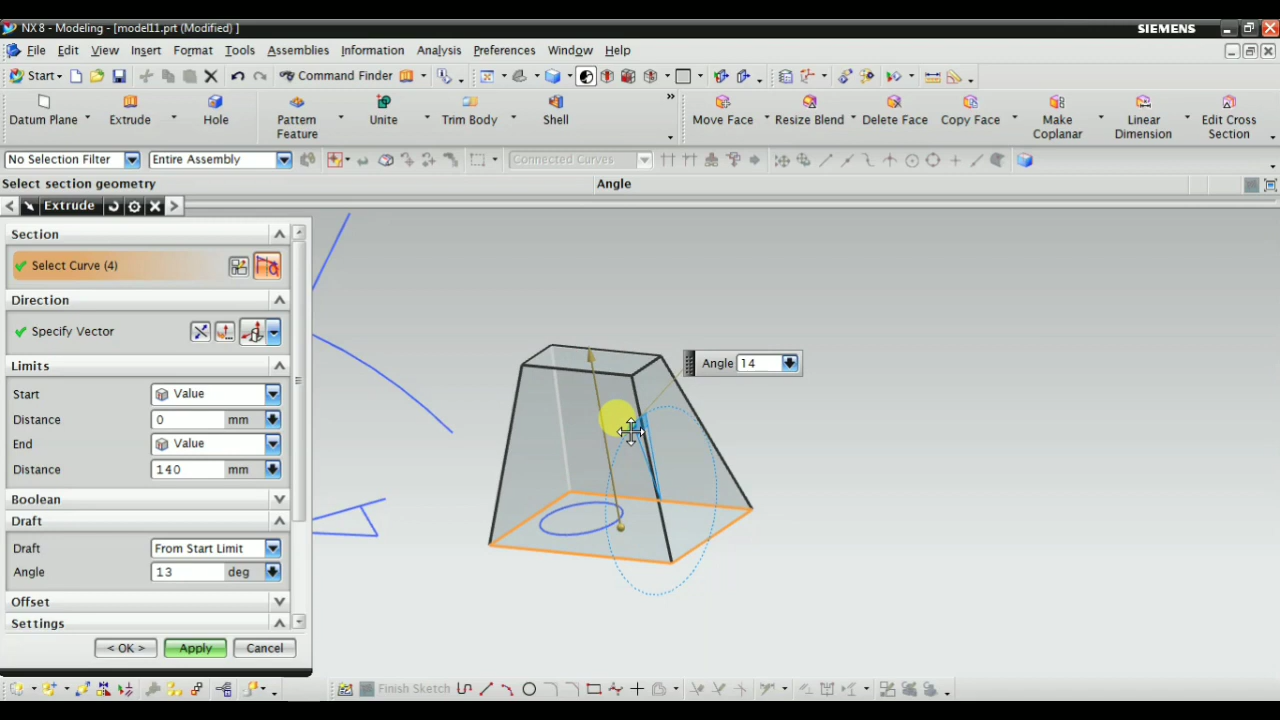 NX 8 - Modeling - [model11.prt (Modified) ]
SIEMENS
File Edit View Insert Format Tools Assemblies Information Analysis Preferences Window Help
Start Command Finder
Datum Plane Extrude Hole Pattern Feature Unite Trim Body Shell Move Face Resize Blend Delete Face Copy Face Make Coplanar Linear Dimension Edit Cross Section
No Selection Filter Entire Assembly Connected Curves
Select section geometry Angle
Extrude
Section
Select Curve (4)
Direction
Specify Vector
Limits
Start Value
Distance 0 mm
End Value
Distance 140 mm
Boolean
Draft
Draft From Start Limit
Angle 13 deg
Offset
Settings
< OK > Apply Cancel
Angle 14
Finish Sketch